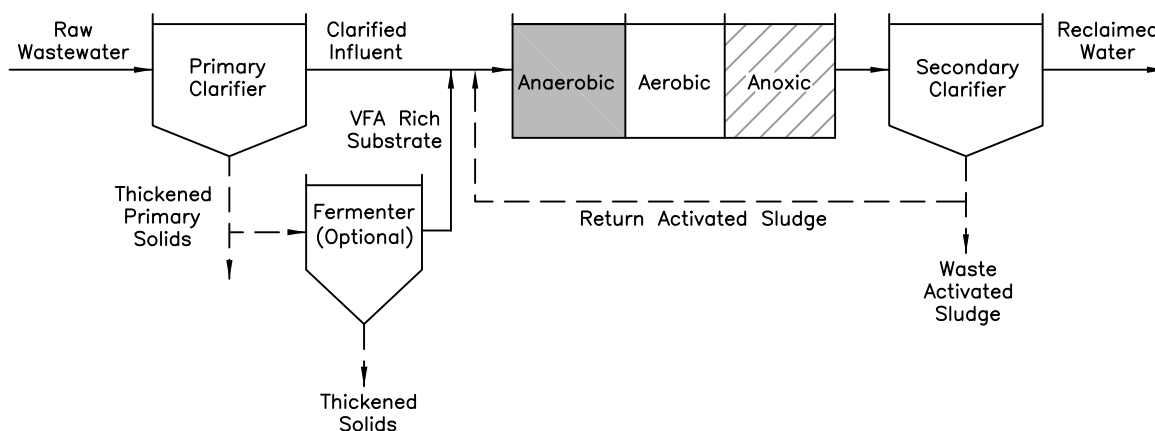 Raw
Wastewater
Primary
Clarifier
Clarified
Influent
VFA Rich
Substrate
Anaerobic
Aerobic
Anoxic
Secondary
Clarifier
Reclaimed
Water
Thickened
Primary
Solids
Fermenter
(Optional)
Return Activated Sludge
Waste
Activated
Sludge
Thickened
Solids